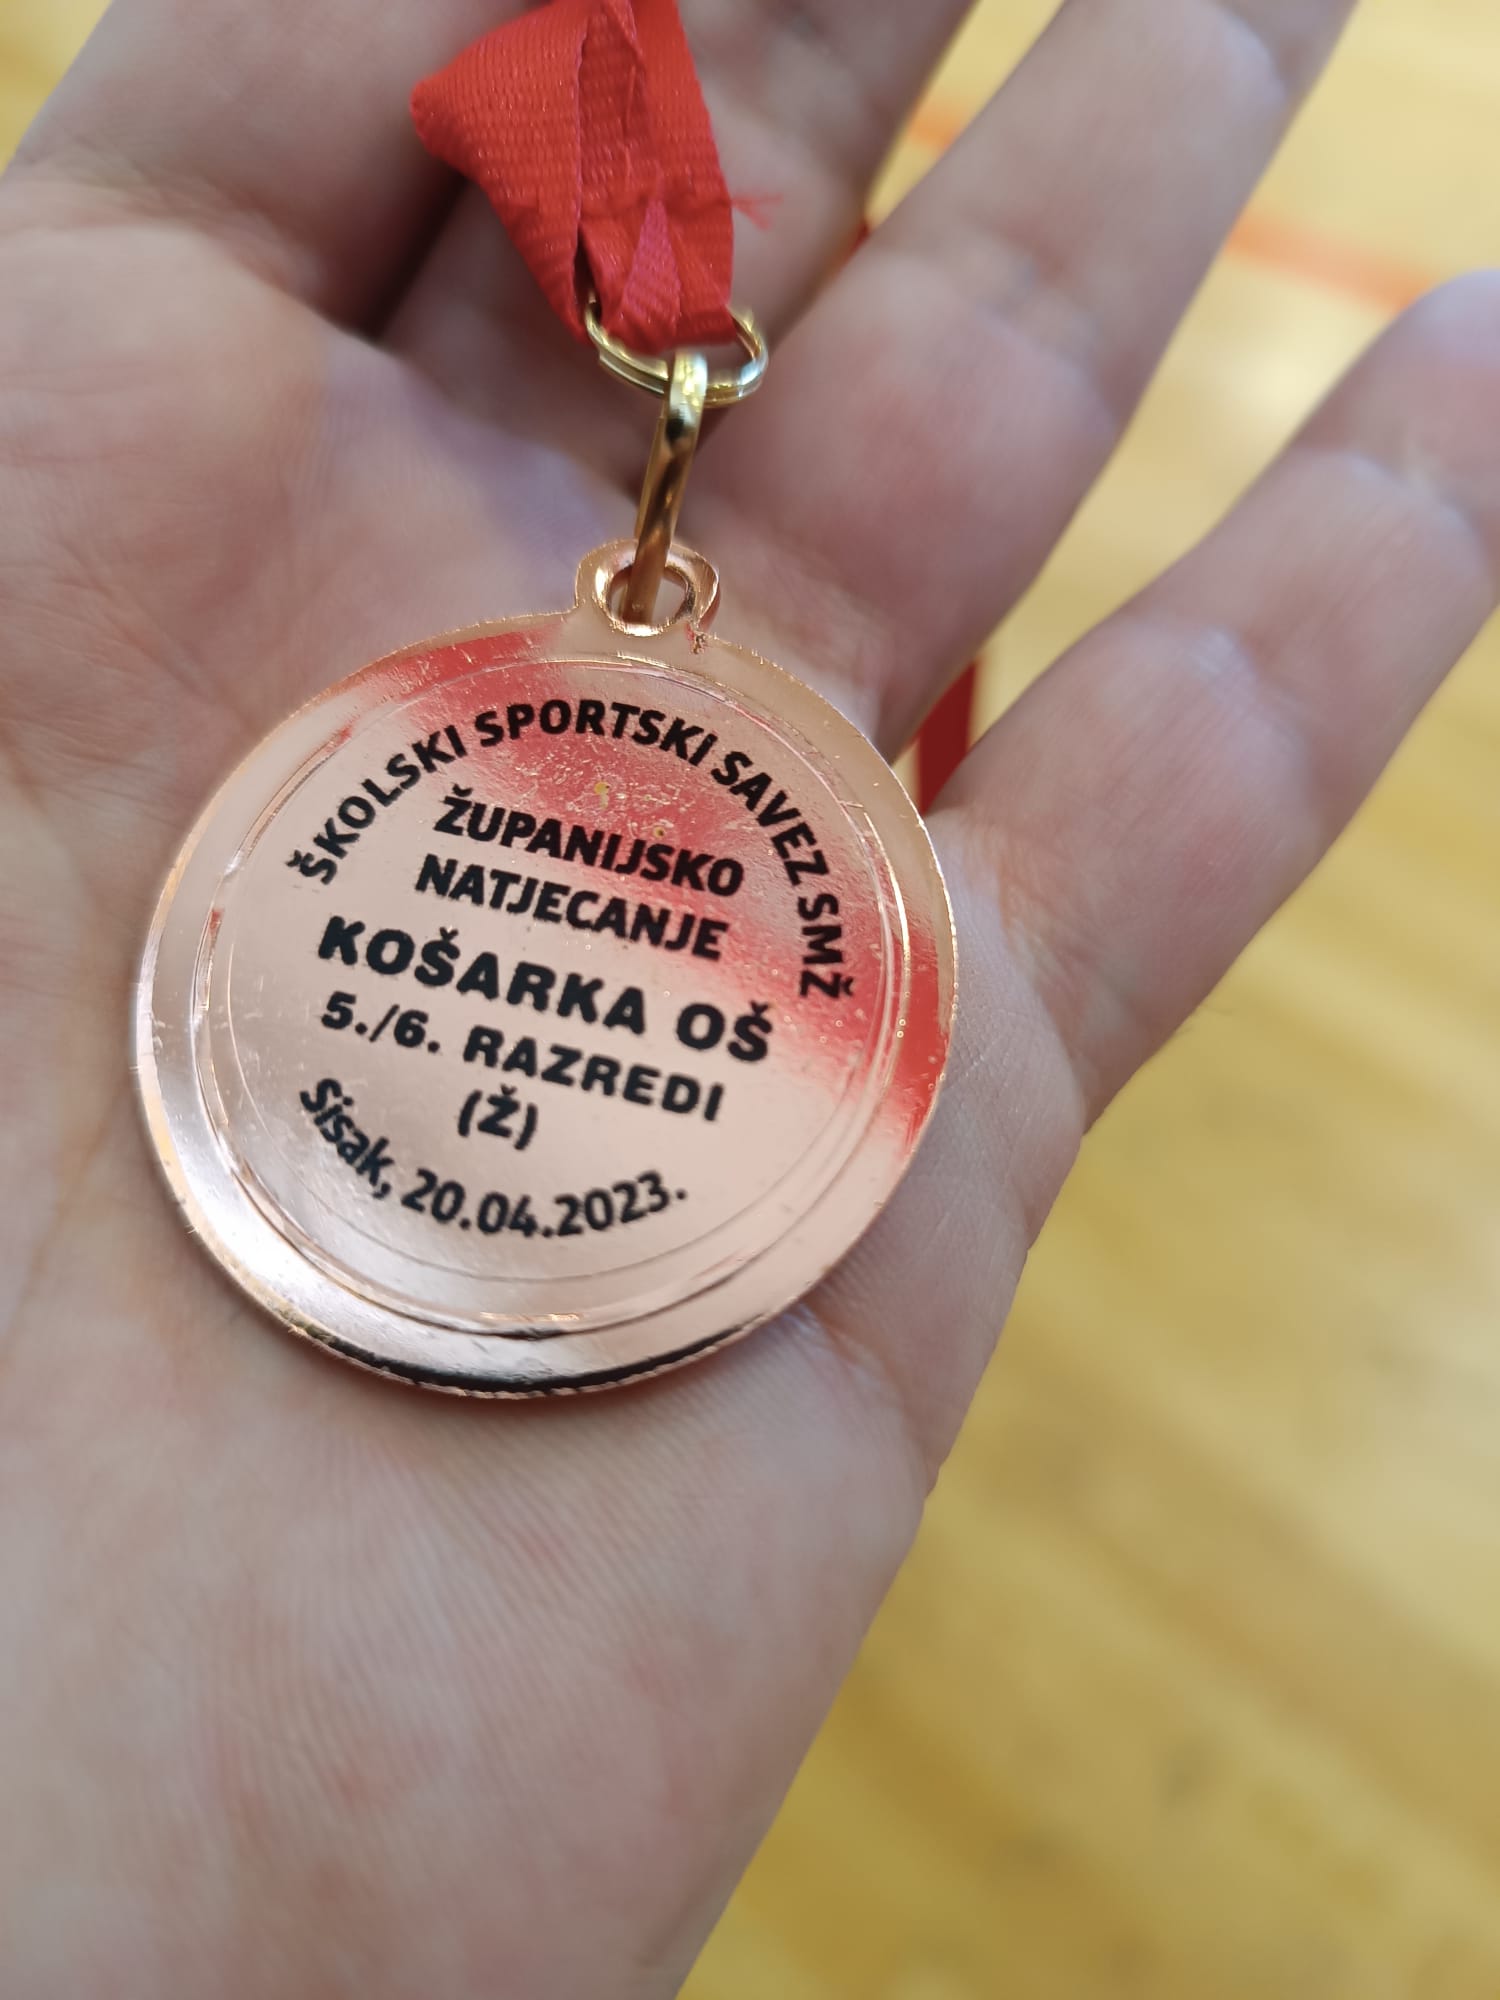 ŠKOLSKI SPORTSKI SAVEZ SMŽ
ŽUPANIJSKO
NATJECANJE
KOŠARKA OŠ
5./6. RAZREDI
(Ž)
Sisak, 20.04.2023.